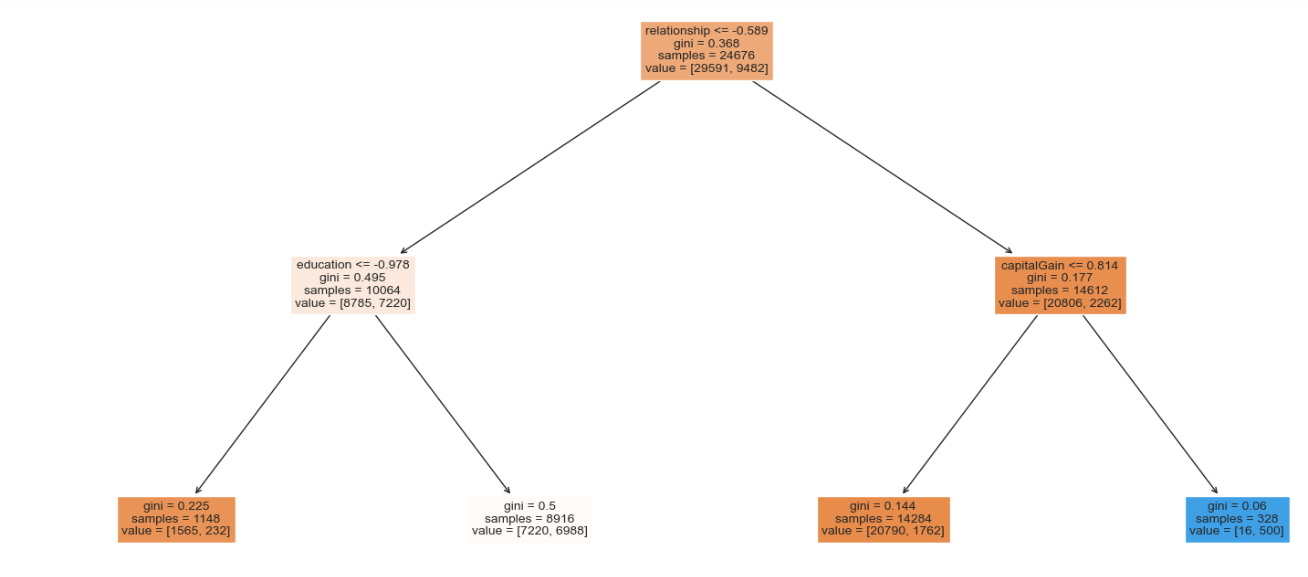 relationship <= -0.589
gini = 0.368
samples = 24676
value = [29591, 9482]
education <= -0.978
gini = 0.495
samples = 10064
value = [8785, 7220]
capitalGain <= 0.814
gini = 0.177
samples = 14612
value = [20806, 2262]
gini = 0.225
samples = 1148
value = [1565, 232]
gini = 0.5
samples = 8916
value = [7220, 6988]
gini = 0.144
samples = 14284
value = [20790, 1762]
gini = 0.06
samples = 328
value = [16, 500]